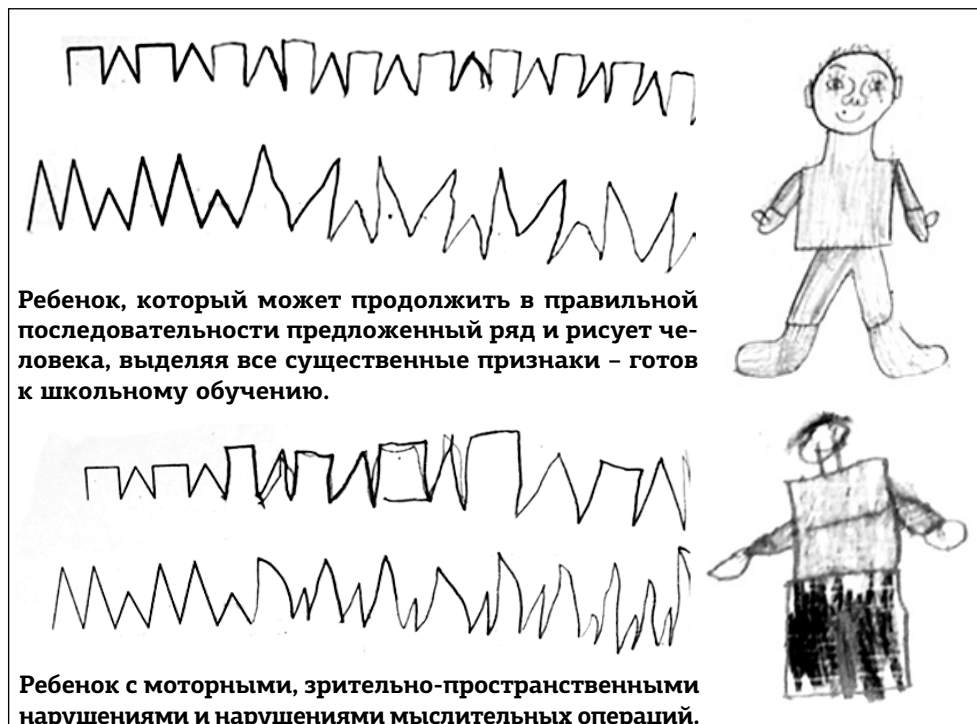 Ребенок, который может продолжить в правильной
последовательности предложенный ряд и рисует че-
ловека, выделяя все существенные признаки – готов
к школьному обучению.
Ребенок с моторными, зрительно-пространственными
нарушениями и нарушениями мыслительных операций.